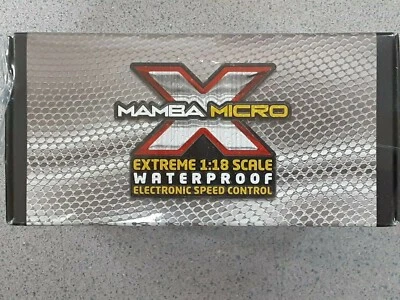 X
MAMBA MICRO
EXTREME 1:18 SCALE
WATERPROOF
ELECTRONIC SPEED CONTROL